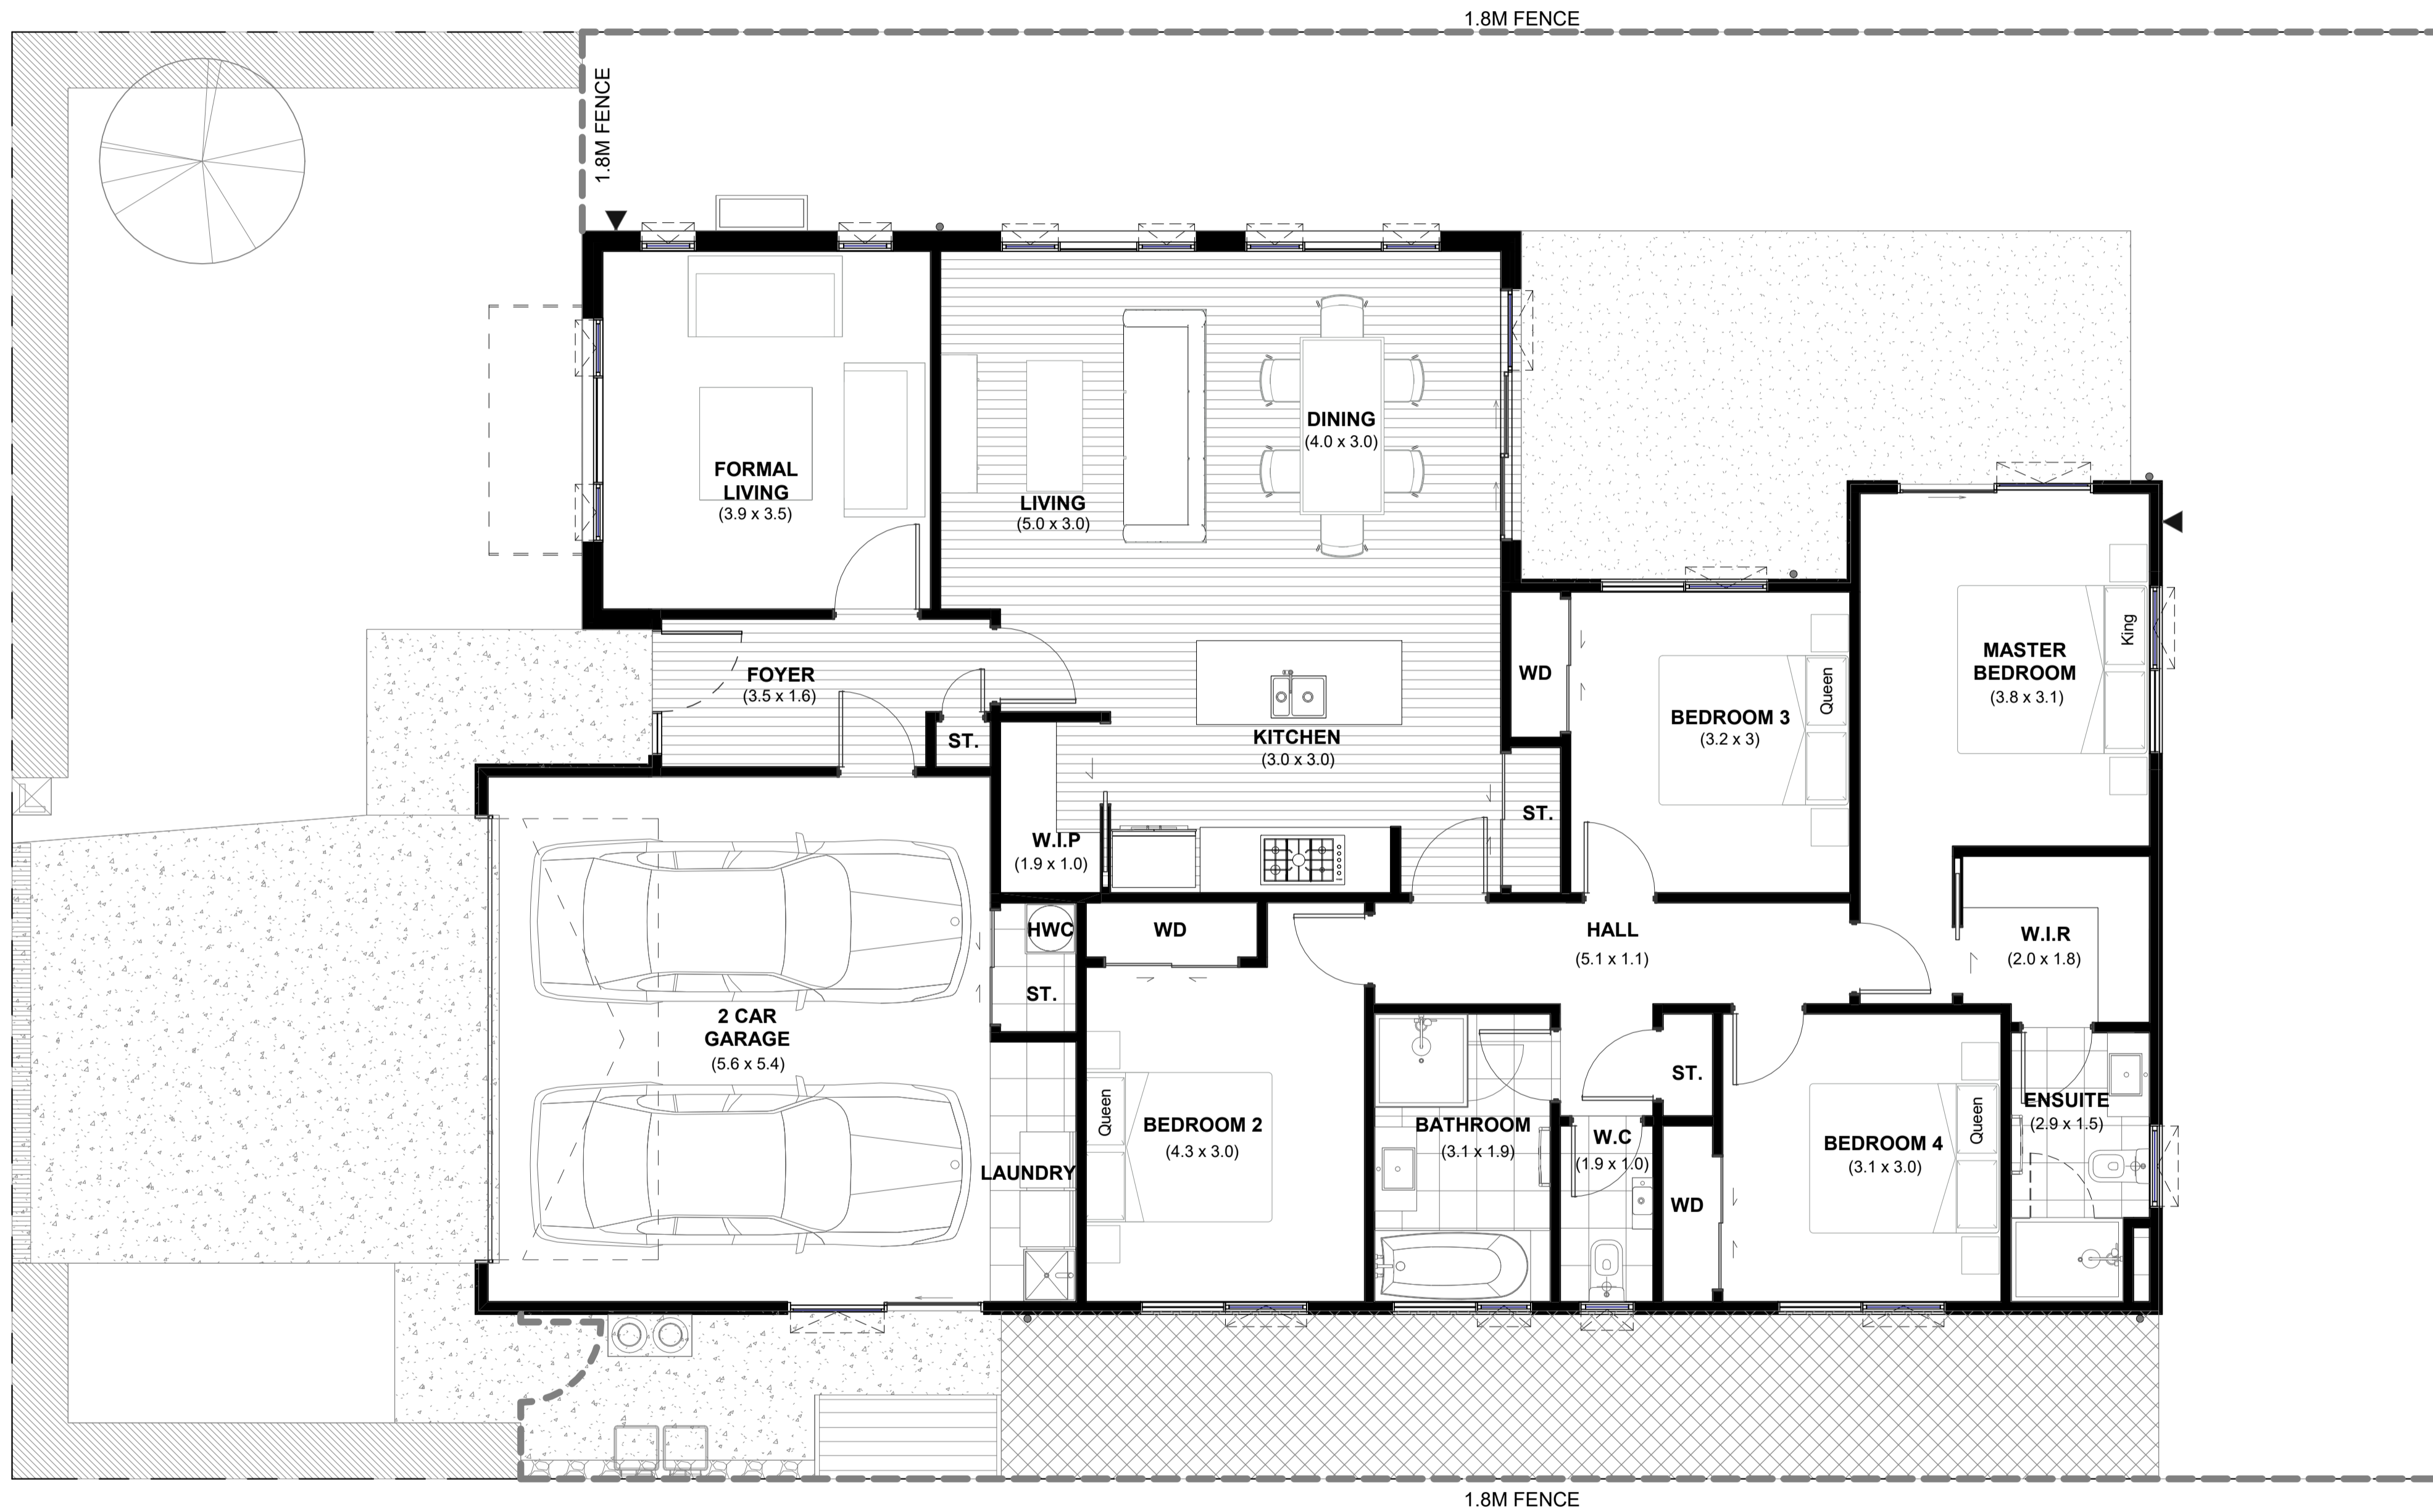 1.8M FENCE
1.8M FENCE
DINING
(4.0 x 3.0)
FORMAL
LIVING
(3.9 x 3.5)
LIVING
(5.0 x 3.0)
King
MASTER
BEDROOM
(3.8 x 3.1)
FOYER
(3.5 x 1.6)
WD
Queen
BEDROOM 3
(3.2 x 3)
ST.
KITCHEN
(3.0 x 3.0)
ST.
W.I.P
(1.9 x 1.0)
HWC
WD
HALL
(5.1 x 1.1)
W.I.R
(2.0 x 1.8)
ST.
2 CAR
GARAGE
(5.6 x 5.4)
ST.
Queen
BEDROOM 2
(4.3 x 3.0)
BATHROOM
(3.1 x 1.9)
W.C
(1.9 x 1.0)
BEDROOM 4
(3.1 x 3.0)
Queen
ENSUITE
(2.9 x 1.5)
LAUNDRY
WD
1.8M FENCE